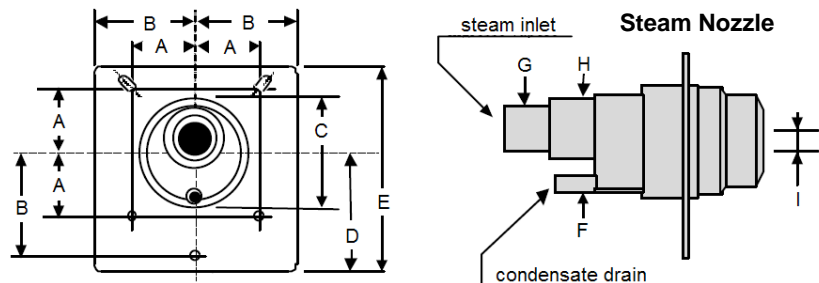 B B
A A
A
A
B
C
D
E
Steam Nozzle
steam inlet
G H
I
F
condensate drain